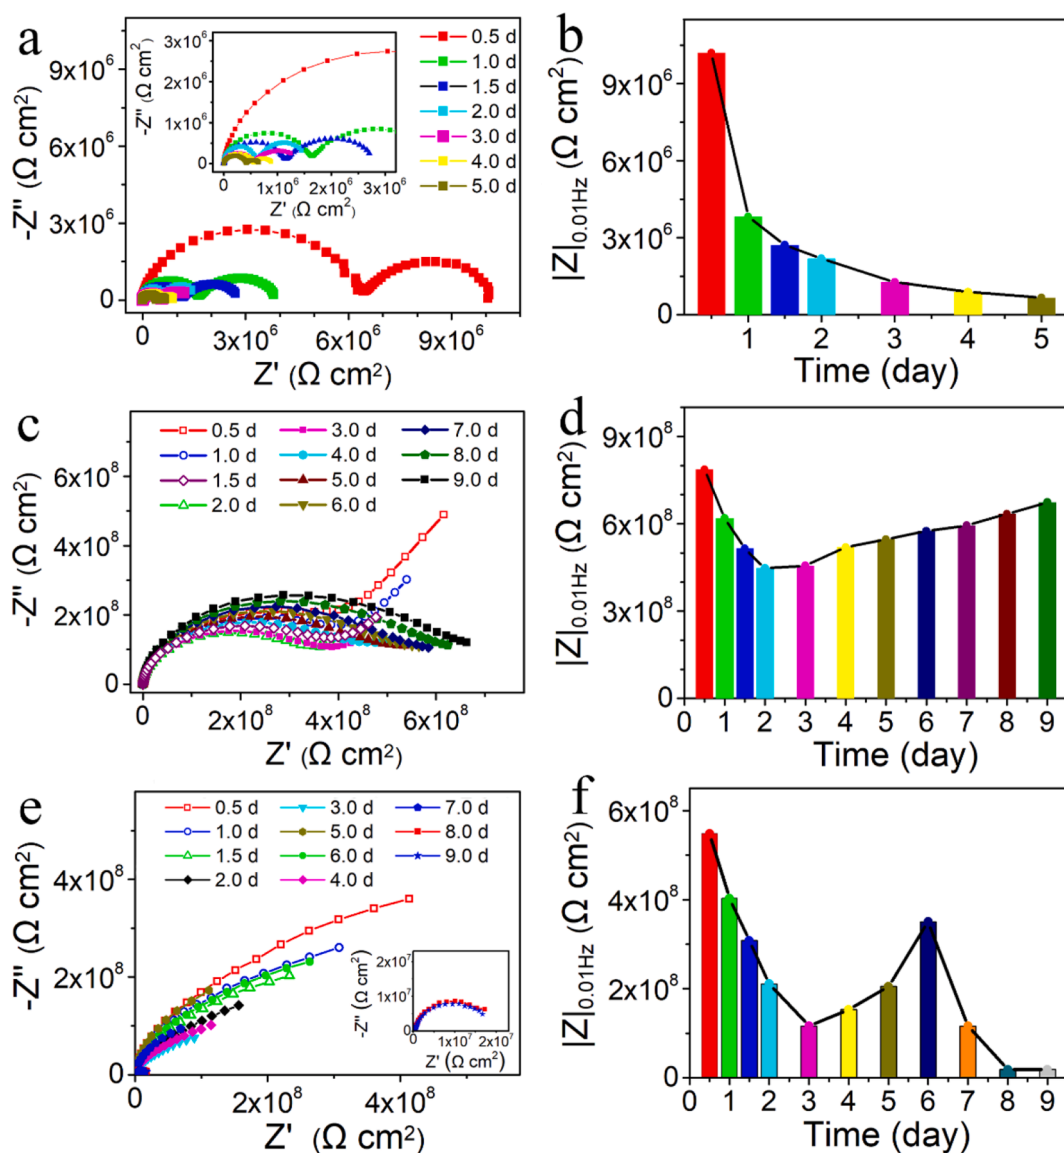 a
9x10⁶
6x10⁶
3x10⁶
0
-Z" (Ω cm²)
0 3x10⁶ 6x10⁶ 9x10⁶
Z' (Ω cm²)
3x10⁶
2x10⁶
1x10⁶
0
-Z" (Ω cm²)
0 1x10⁶ 2x10⁶ 3x10⁶
Z' (Ω cm²)
0.5 d
1.0 d
1.5 d
2.0 d
3.0 d
4.0 d
5.0 d
b
9x10⁶
6x10⁶
3x10⁶
0
|Z|0.01Hz (Ω cm²)
1 2 3 4 5
Time (day)
c
0.5 d 3.0 d 7.0 d
1.0 d 4.0 d 8.0 d
1.5 d 5.0 d 9.0 d
2.0 d 6.0 d
6x10⁸
4x10⁸
2x10⁸
0
-Z" (Ω cm²)
0 2x10⁸ 4x10⁸ 6x10⁸
Z' (Ω cm²)
d
9x10⁸
6x10⁸
3x10⁸
0
|Z|0.01Hz (Ω cm²)
0 1 2 3 4 5 6 7 8 9
Time (day)
e
0.5 d 3.0 d 7.0 d
1.0 d 5.0 d 8.0 d
1.5 d 6.0 d 9.0 d
2.0 d 4.0 d
4x10⁸
2x10⁸
0
-Z" (Ω cm²)
0 2x10⁸ 4x10⁸
Z' (Ω cm²)
2x10⁷
1x10⁷
0
-Z" (Ω cm²)
0 1x10⁷ 2x10⁷
Z' (Ω cm²)
f
6x10⁸
4x10⁸
2x10⁸
0
|Z|0.01Hz (Ω cm²)
0 1 2 3 4 5 6 7 8 9
Time (day)